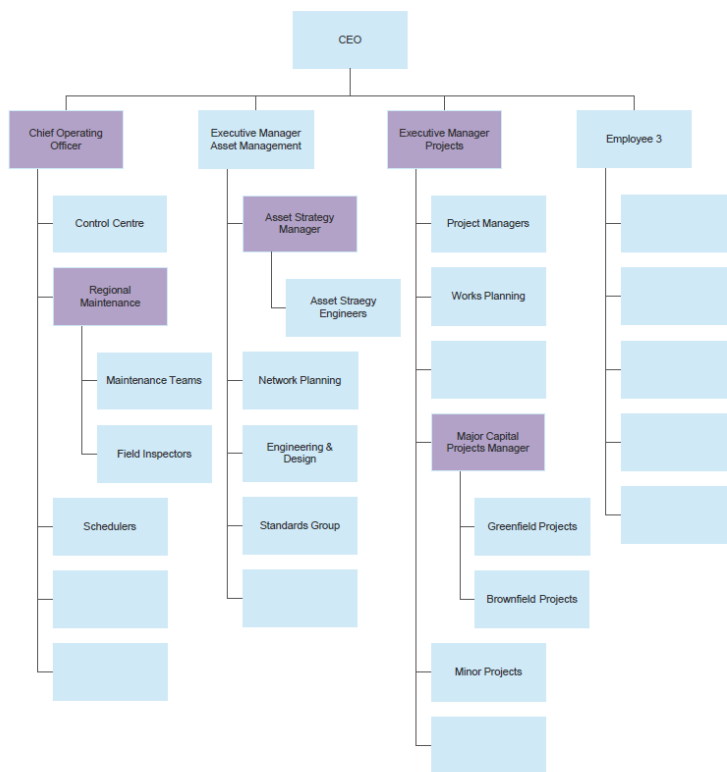 CEO
Chief Operating
Officer
Executive Manager
Asset Management
Executive Manager
Projects
Employee 3
Control Centre
Regional
Maintenance
Maintenance Teams
Field Inspectors
Schedulers
Asset Strategy
Manager
Asset Straegy
Engineers
Network Planning
Engineering &
Design
Standards Group
Project Managers
Works Planning
Major Capital
Projects Manager
Greenfield Projects
Brownfield Projects
Minor Projects